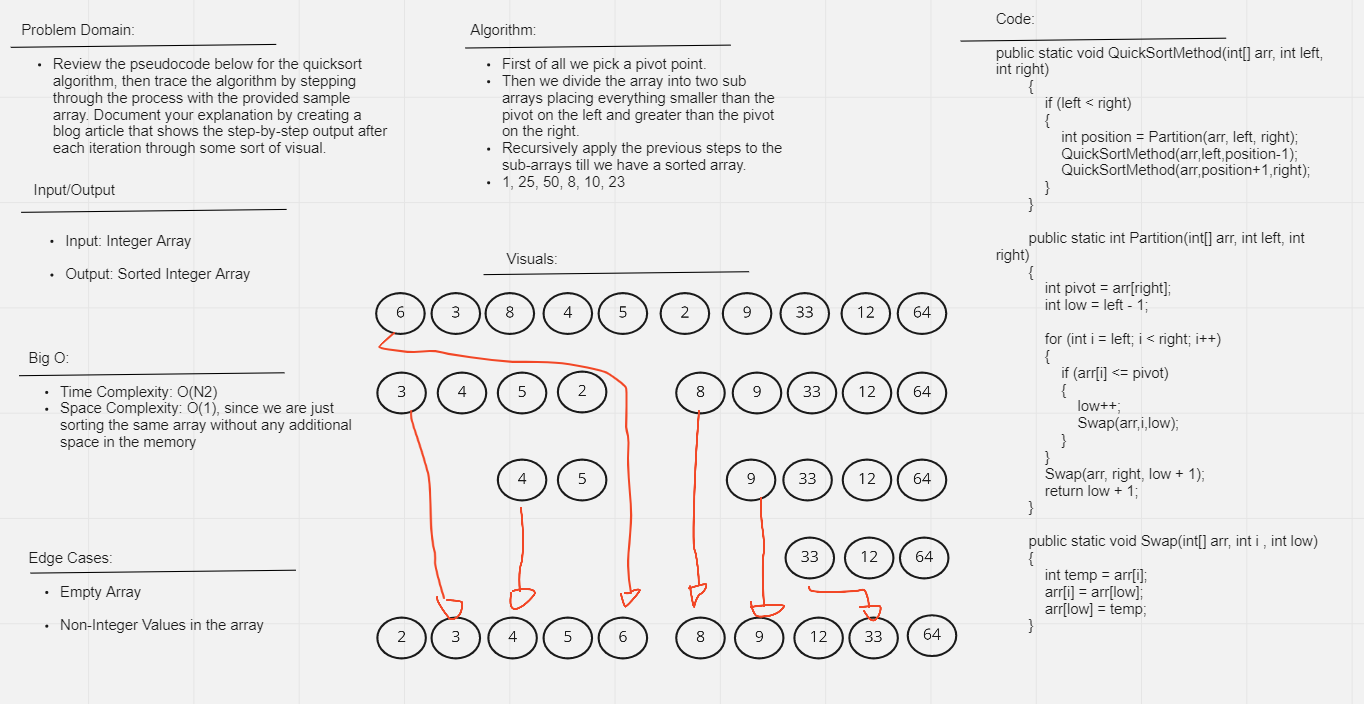 Problem Domain:
• Review the pseudocode below for the quicksort
algorithm, then trace the algorithm by stepping
through the process with the provided sample
array. Document your explanation by creating a
blog article that shows the step-by-step output after
each iteration through some sort of visual.
Input/Output
• Input: Integer Array
• Output: Sorted Integer Array
Big O:
• Time Complexity: O(N2)
• Space Complexity: O(1), since we are just
sorting the same array without any additional
space in the memory
Edge Cases:
• Empty Array
• Non-Integer Values in the array
Algorithm:
• First of all we pick a pivot point.
• Then we divide the array into two sub
arrays placing everything smaller than the
pivot on the left and greater than the pivot
on the right.
• Recursively apply the previous steps to the
sub-arrays till we have a sorted array.
• 1, 25, 50, 8, 10, 23
Visuals:
6 3 8 4 5 2 9 33 12 64
3 4 5 2 8 9 33 12 64
4 5 9 33 12 64
33 12 64
2 3 4 5 6 8 9 12 33 64
Code:
public static void QuickSortMethod(int[] arr, int left,
int right)
{
if (left < right)
{
int position = Partition(arr, left, right);
QuickSortMethod(arr,left,position-1);
QuickSortMethod(arr,position+1,right);
}
}
public static int Partition(int[] arr, int left, int
right)
{
int pivot = arr[right];
int low = left - 1;
for (int i = left; i < right; i++)
{
if (arr[i] <= pivot)
{
low++;
Swap(arr,i,low);
}
}
Swap(arr, right, low + 1);
return low + 1;
}
public static void Swap(int[] arr, int i , int low)
{
int temp = arr[i];
arr[i] = arr[low];
arr[low] = temp;
}